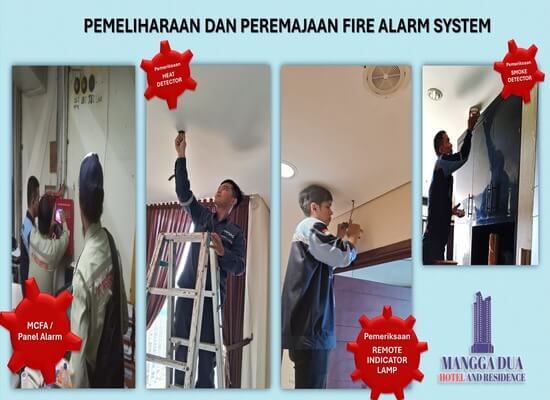 PEMELIHARAAN DAN PEREMAJAAN FIRE ALARM SYSTEM
Pemeriksaan
HEAT
DETECTOR
Pemeriksaan
SMOKE
DETECTOR
MCFA /
Panel Alarm
Pemeriksaan
REMOTE
INDICATOR
LAMP
MANGGA DUA
HOTEL AND RESIDENCE